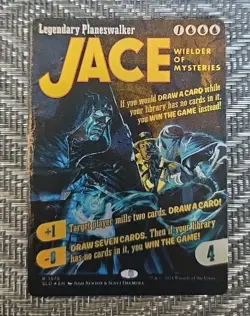 Legendary Planeswalker
JACE
WIELDER OF
MYSTERIES
If you would DRAW A CARD while
your library has no cards in it,
you WIN THE GAME instead!
+1
Target player mills two cards. DRAW A CARD!
DRAW SEVEN CARDS. Then if your library
has no cards in it, you WIN THE GAME!
4